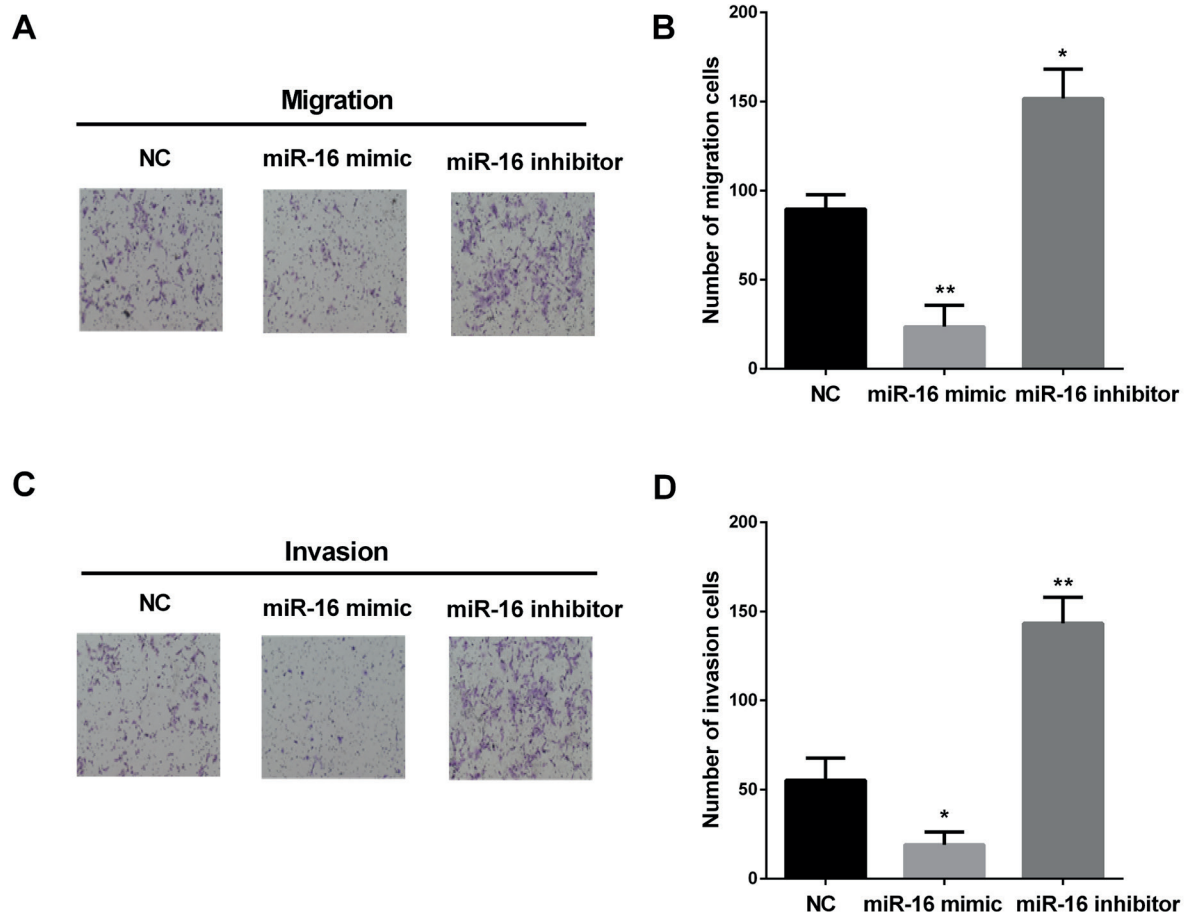 A
Migration
NC miR-16 mimic miR-16 inhibitor
B
Number of migration cells
200
150
100
50
0
*
**
NC miR-16 mimic miR-16 inhibitor
C
Invasion
NC miR-16 mimic miR-16 inhibitor
D
Number of invasion cells
200
150
100
50
0
**
*
NC miR-16 mimic miR-16 inhibitor